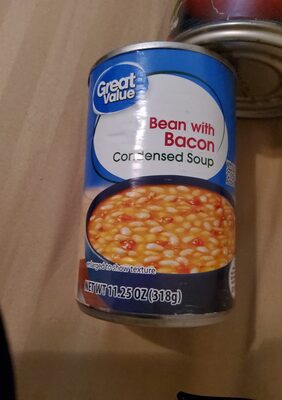 Great
Value
Bean with
Bacon
Condensed Soup
enlarged to show texture
NET WT 11.25 OZ (318g)